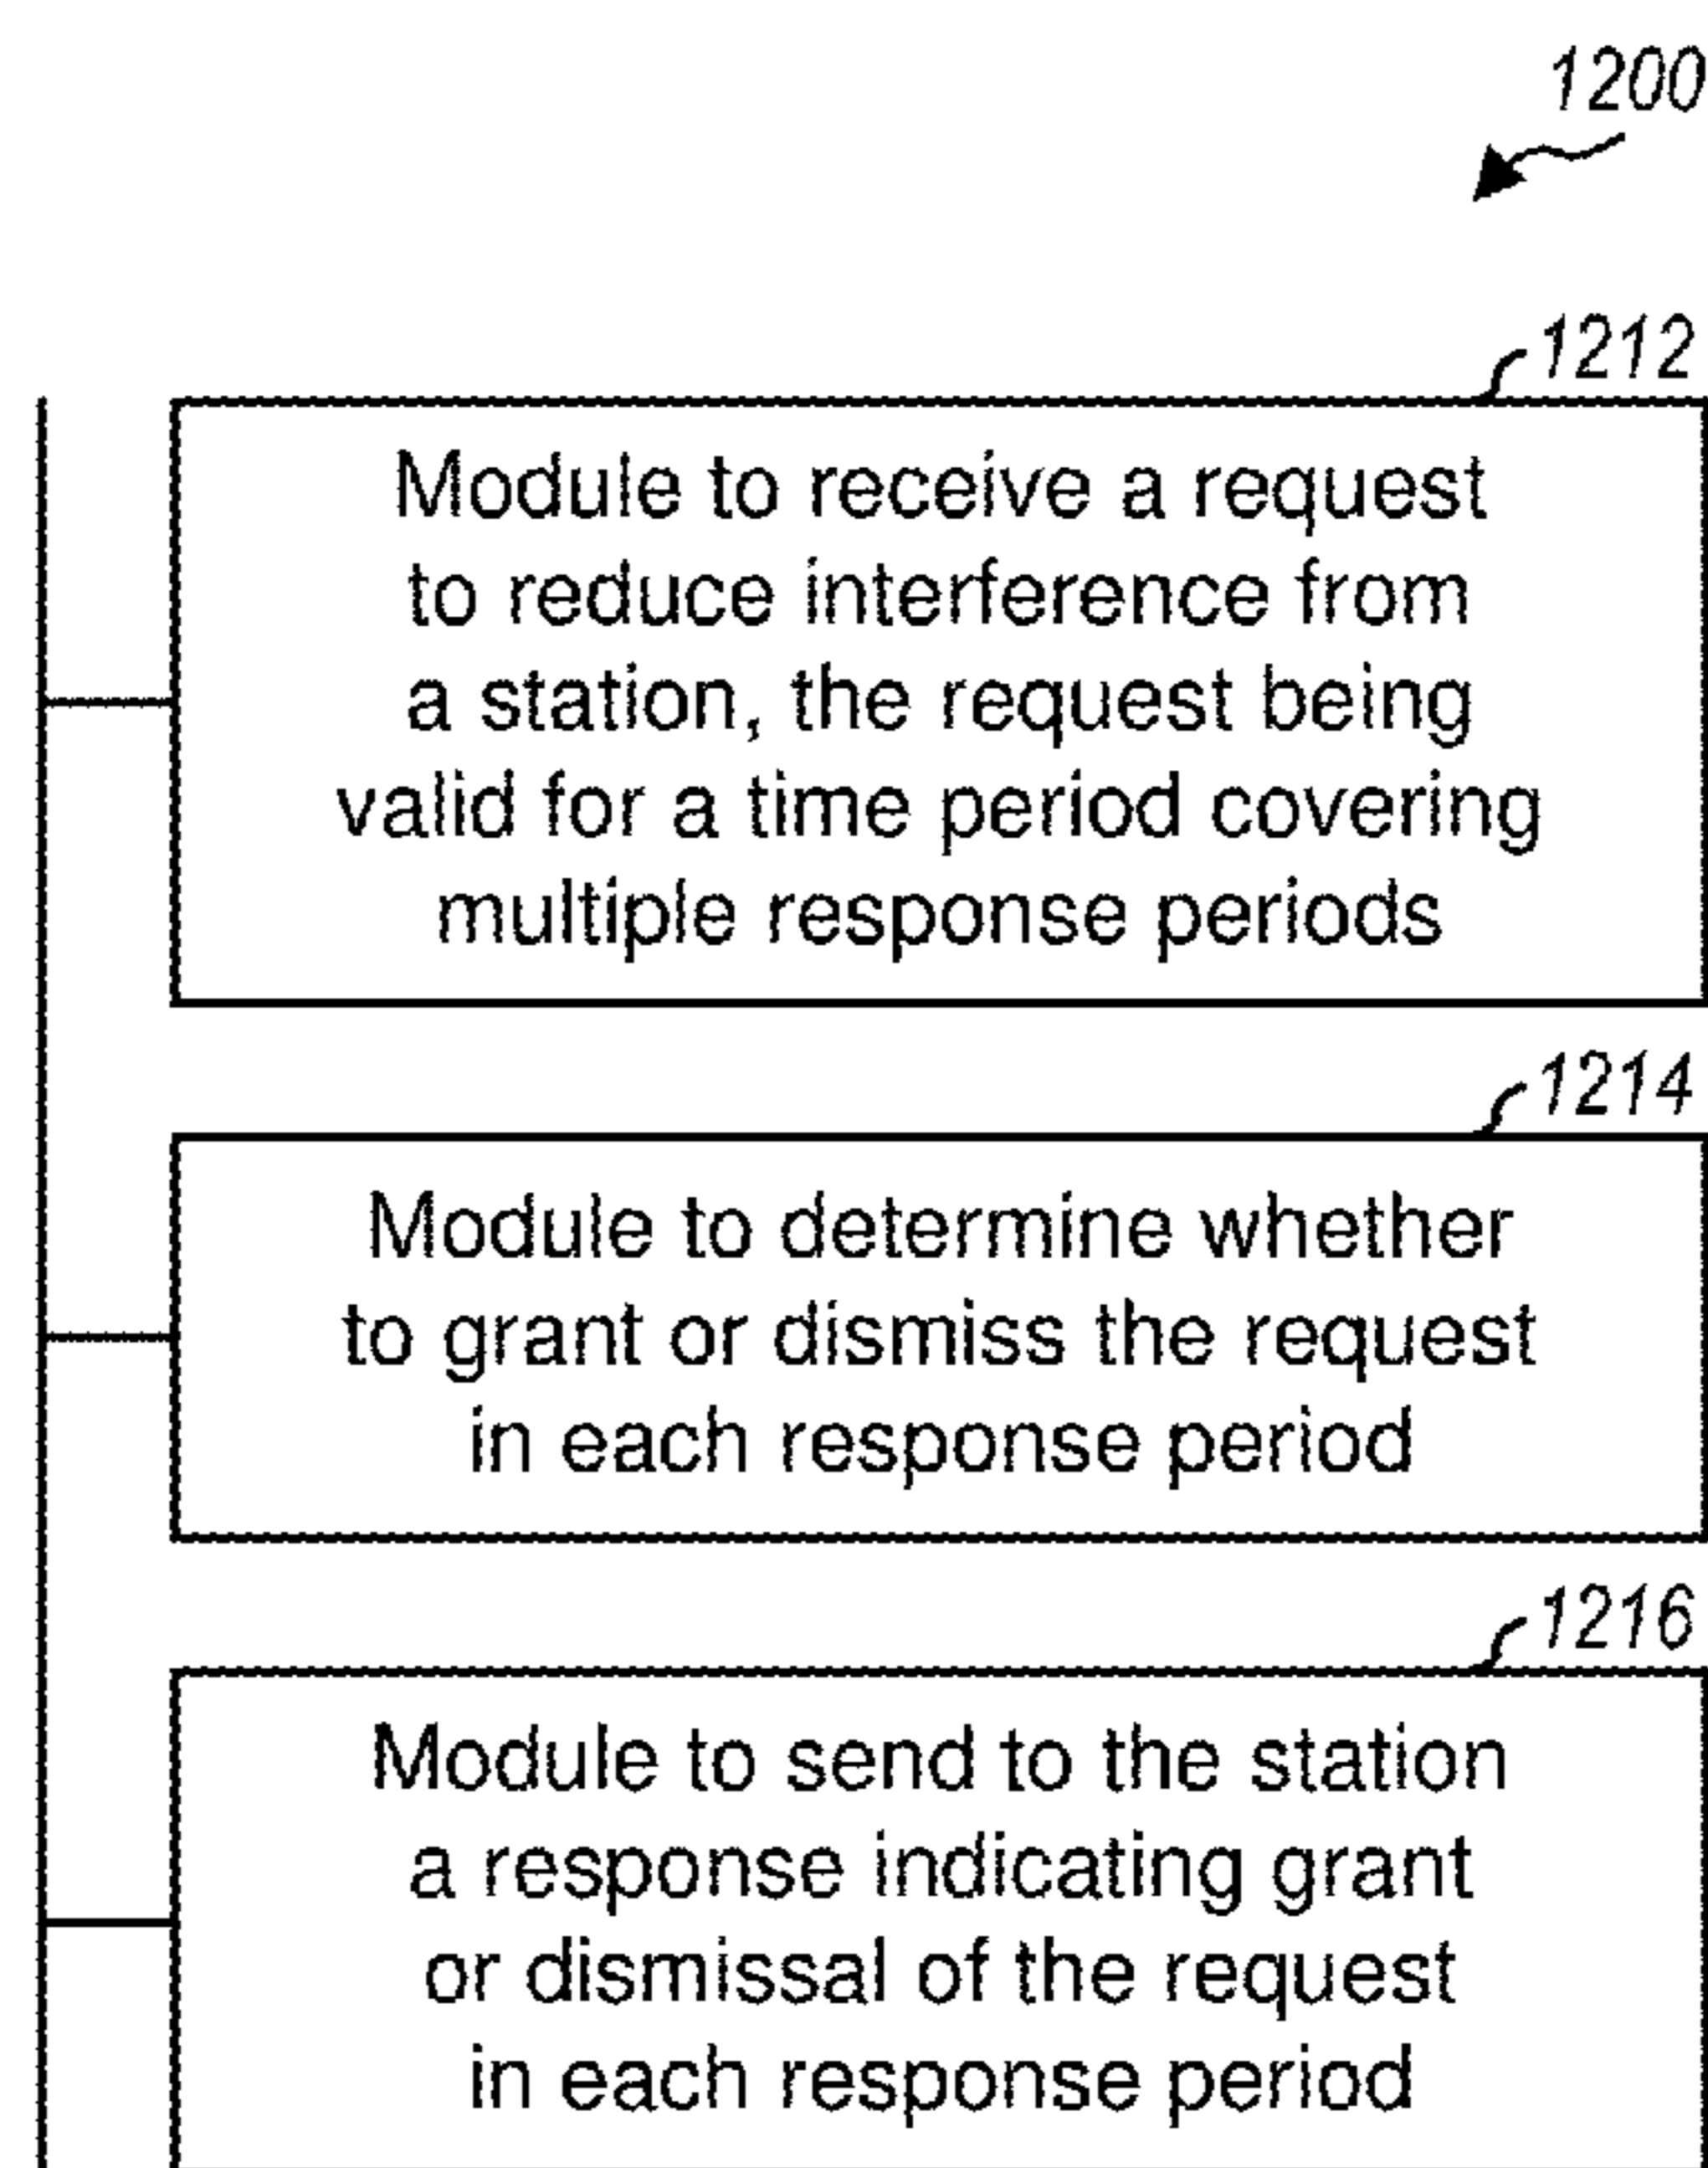 1200
1212
Module to receive a request
to reduce interference from
a station, the request being
valid for a time period covering
multiple response periods
1214
Module to determine whether
to grant or dismiss the request
in each response period
1216
Module to send to the station
a response indicating grant
or dismissal of the request
in each response period